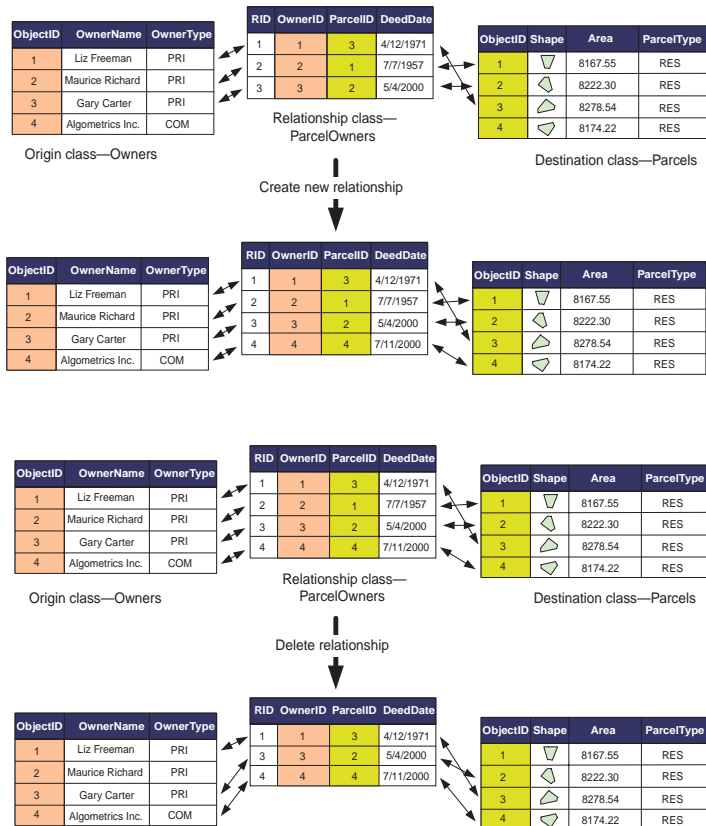 ObjectID OwnerName OwnerType
1 Liz Freeman PRI
2 Maurice Richard PRI
3 Gary Carter PRI
4 Algometrics Inc. COM
Origin class—Owners
RID OwnerID ParcelID DeedDate
1 1 3 4/12/1971
2 2 1 7/7/1957
3 3 2 5/4/2000
Relationship class—
ParcelOwners
ObjectID Shape Area ParcelType
1 8167.55 RES
2 8222.30 RES
3 8278.54 RES
4 8174.22 RES
Destination class—Parcels
Create new relationship
ObjectID OwnerName OwnerType
1 Liz Freeman PRI
2 Maurice Richard PRI
3 Gary Carter PRI
4 Algometrics Inc. COM
RID OwnerID ParcelID DeedDate
1 1 3 4/12/1971
2 2 1 7/7/1957
3 3 2 5/4/2000
4 4 4 7/11/2000
ObjectID Shape Area ParcelType
1 8167.55 RES
2 8222.30 RES
3 8278.54 RES
4 8174.22 RES
ObjectID OwnerName OwnerType
1 Liz Freeman PRI
2 Maurice Richard PRI
3 Gary Carter PRI
4 Algometrics Inc. COM
Origin class—Owners
RID OwnerID ParcelID DeedDate
1 1 3 4/12/1971
2 2 1 7/7/1957
3 3 2 5/4/2000
4 4 4 7/11/2000
Relationship class—
ParcelOwners
ObjectID Shape Area ParcelType
1 8167.55 RES
2 8222.30 RES
3 8278.54 RES
4 8174.22 RES
Destination class—Parcels
Delete relationship
ObjectID OwnerName OwnerType
1 Liz Freeman PRI
2 Maurice Richard PRI
3 Gary Carter PRI
4 Algometrics Inc. COM
RID OwnerID ParcelID DeedDate
1 1 3 4/12/1971
3 3 2 5/4/2000
4 4 4 7/11/2000
ObjectID Shape Area ParcelType
1 8167.55 RES
2 8222.30 RES
3 8278.54 RES
4 8174.22 RES